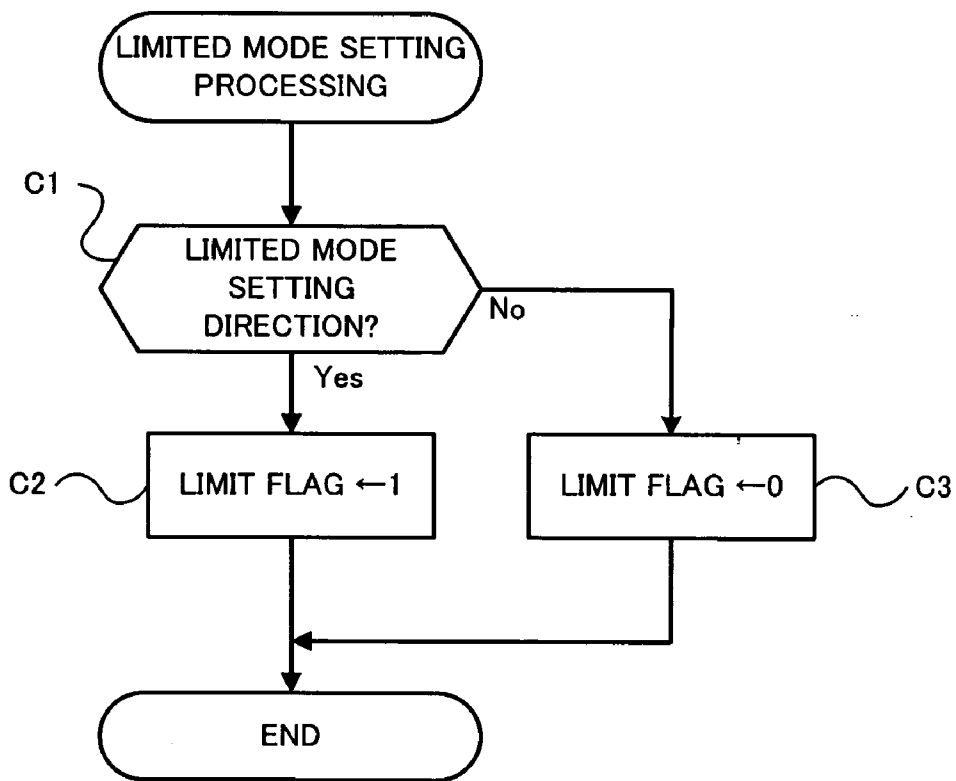 LIMITED MODE SETTING
PROCESSING
C1
LIMITED MODE
SETTING
DIRECTION?
No
Yes
C2
LIMIT FLAG ←1
LIMIT FLAG ←0
C3
END